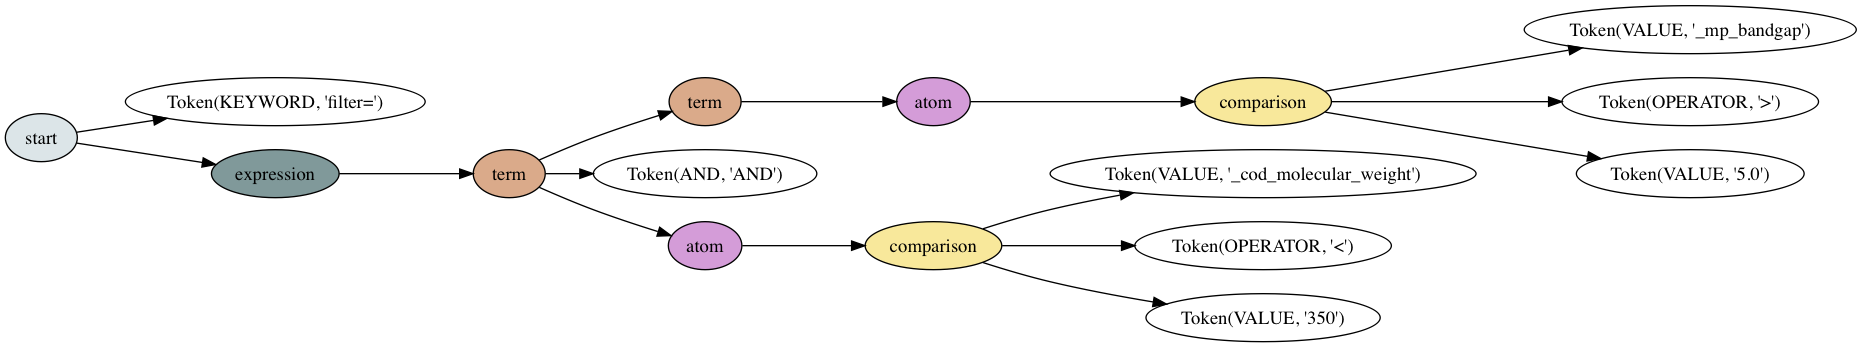 Token(VALUE, '_mp_bandgap')
Token(KEYWORD, 'filter=')
term
atom
comparison
Token(OPERATOR, '>')
start
expression
term
Token(AND, 'AND')
Token(VALUE, '_cod_molecular_weight')
Token(VALUE, '5.0')
atom
comparison
Token(OPERATOR, '<')
Token(VALUE, '350')